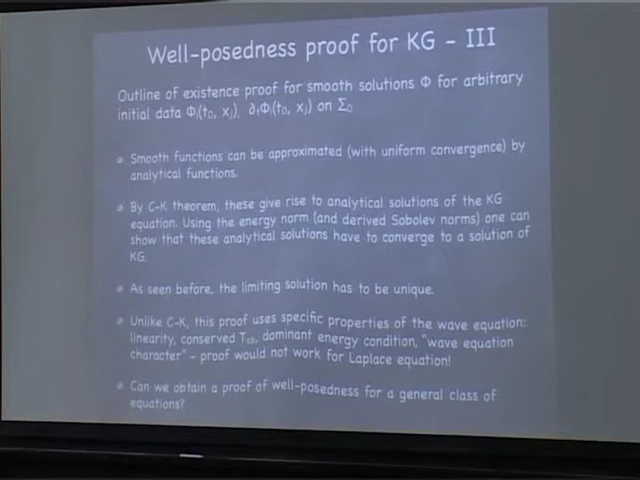 Well-posedness proof for KG - III
Outline of existence proof for smooth solutions Φ for arbitrary
initial data Φᵢ(t₀, xⱼ), ∂ₜΦᵢ(t₀, xⱼ) on Σ₀
Smooth functions can be approximated (with uniform convergence) by
analytical functions.
By C-K theorem, these give rise to analytical solutions of the KG
equation. Using the energy norm (and derived Sobolev norms) one can
show that these analytical solutions have to converge to a solution of
KG.
As seen before, the limiting solution has to be unique.
Unlike C-K, this proof uses specific properties of the wave equation:
linearity, conserved Tab, dominant energy condition, "wave equation
character" - proof would not work for Laplace equation!
Can we obtain a proof of well-posedness for a general class of
equations?